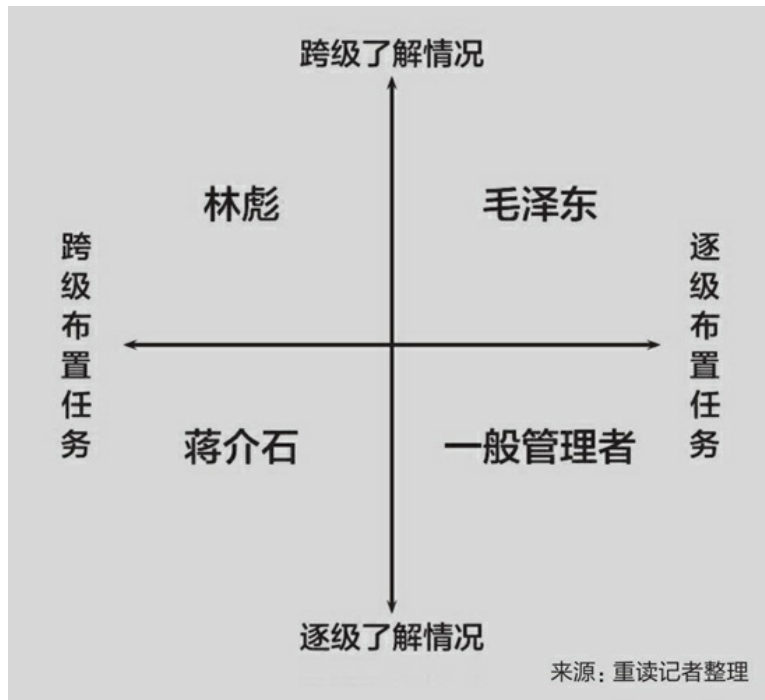 跨级了解情况
林彪
毛泽东
跨级布置任务
逐级布置任务
蒋介石
一般管理者
逐级了解情况
来源：重读记者整理